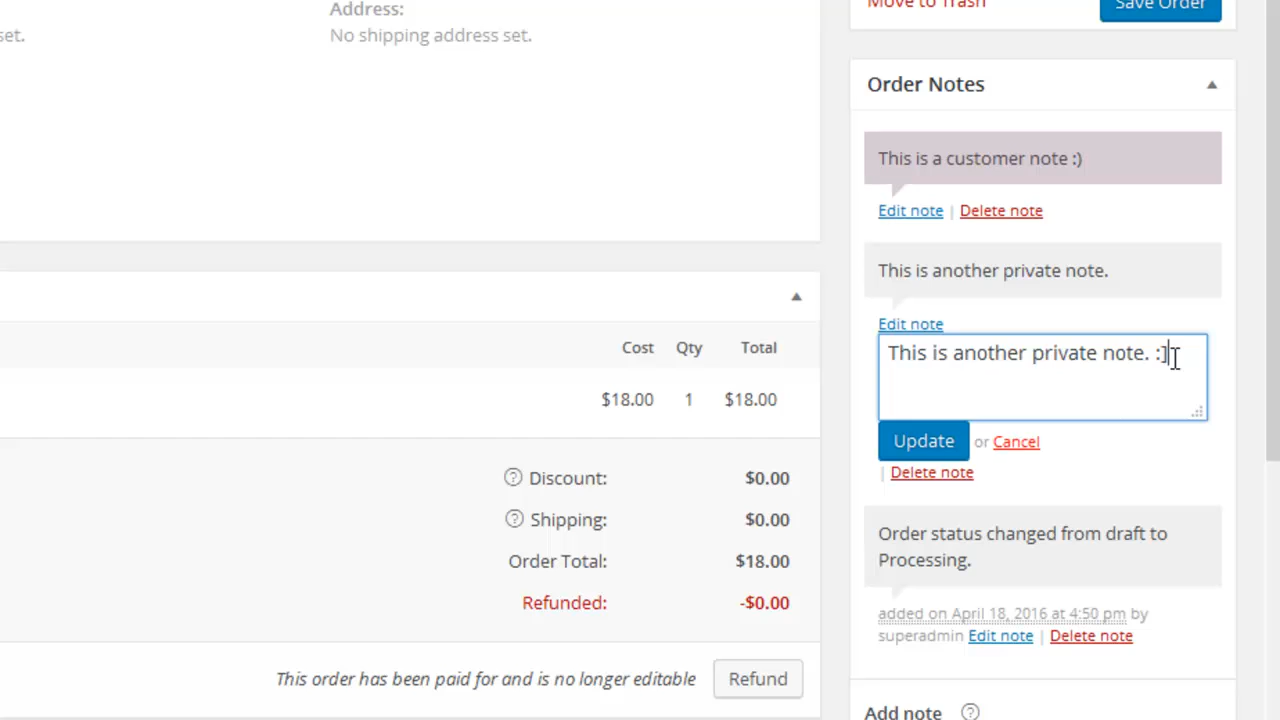 Address:
set.
No shipping address set.
Cost Qty Total
$18.00 1 $18.00
Discount: $0.00
Shipping: $0.00
Order Total: $18.00
Refunded: -$0.00
This order has been paid for and is no longer editable
Refund
Move to Trash
Save Order
Order Notes
This is a customer note :)
Edit note | Delete note
This is another private note.
Edit note
This is another private note. :]
Update or Cancel
| Delete note
Order status changed from draft to
Processing.
added on April 18, 2016 at 4:50 pm by
superadmin Edit note | Delete note
Add note